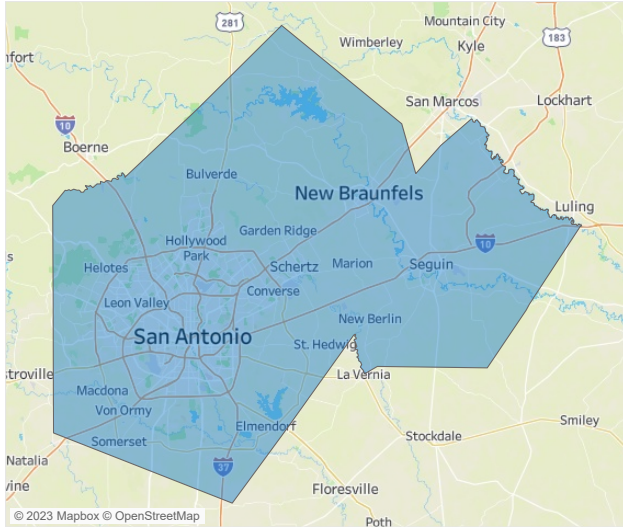 281
Mountain City
183
Wimberley
Kyle
mfort
San Marcos
Lockhart
10
Boerne
Bulverde
New Braunfels
Luling
Garden Ridge
Hollywood
Park
10
Helotes
Schertz
Marion
Seguin
Converse
Leon Valley
New Berlin
San Antonio
St. Hedwig
La Vernia
stroville
Macdona
Von Ormy
Smiley
Elmendorf
Stockdale
Somerset
Natalia
37
vine
Floresville
Poth
© 2023 Mapbox © OpenStreetMap